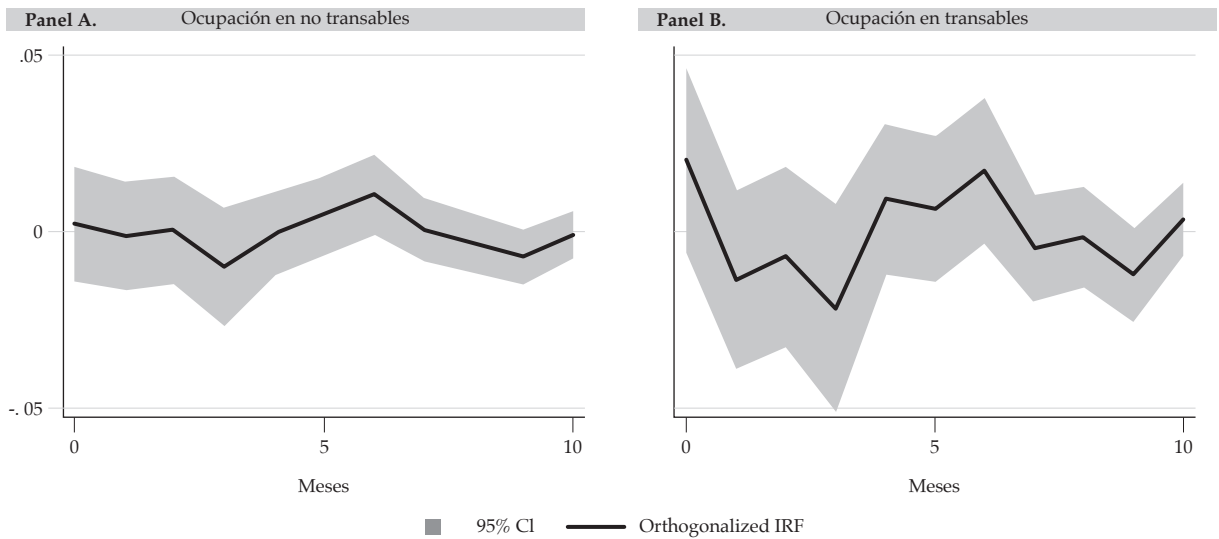 Panel A. Ocupación en no transables
.05
0
-. 05
0 5 10
Meses
Panel B. Ocupación en transables
0 5 10
Meses
95% Cl Orthogonalized IRF